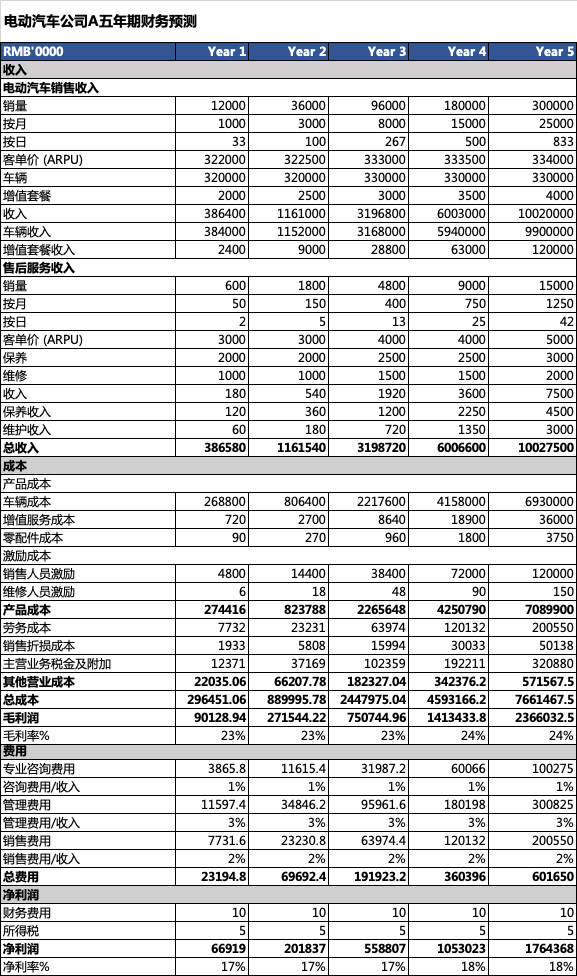 电动汽车公司A五年期财务预测
RMB'0000 Year 1 Year 2 Year 3 Year 4 Year 5
收入
电动汽车销售收入
销量 12000 36000 96000 180000 300000
按月 1000 3000 8000 15000 25000
按日 33 100 267 500 833
客单价 (ARPU) 322000 322500 333000 333500 334000
车辆 320000 320000 330000 330000 330000
增值套餐 2000 2500 3000 3500 4000
收入 386400 1161000 3196800 6003000 10020000
车辆收入 384000 1152000 3168000 5940000 9900000
增值套餐收入 2400 9000 28800 63000 120000
售后服务收入
销量 600 1800 4800 9000 15000
按月 50 150 400 750 1250
按日 2 5 13 25 42
客单价 (ARPU) 3000 3000 4000 4000 5000
保养 2000 2000 2500 2500 3000
维修 1000 1000 1500 1500 2000
收入 180 540 1920 3600 7500
保养收入 120 360 1200 2250 4500
维护收入 60 180 720 1350 3000
总收入 386580 1161540 3198720 6006600 10027500
成本
产品成本
车辆成本 268800 806400 2217600 4158000 6930000
增值服务成本 720 2700 8640 18900 36000
零配件成本 90 270 960 1800 3750
激励成本
销售人员激励 4800 14400 38400 72000 120000
维修人员激励 6 18 48 90 150
产品成本 274416 823788 2265648 4250790 7089900
劳务成本 7732 23231 63974 120132 200550
销售折损成本 1933 5808 15994 30033 50138
主营业务税金及附加 12371 37169 102359 192211 320880
其他营业成本 22035.06 66207.78 182327.04 342376.2 571567.5
总成本 296451.06 889995.78 2447975.04 4593166.2 7661467.5
毛利润 90128.94 271544.22 750744.96 1413433.8 2366032.5
毛利率% 23% 23% 23% 24% 24%
费用
专业咨询费用 3865.8 11615.4 31987.2 60066 100275
咨询费用/收入 1% 1% 1% 1% 1%
管理费用 11597.4 34846.2 95961.6 180198 300825
管理费用/收入 3% 3% 3% 3% 3%
销售费用 7731.6 23230.8 63974.4 120132 200550
销售费用/收入 2% 2% 2% 2% 2%
总费用 23194.8 69692.4 191923.2 360396 601650
净利润
财务费用 10 10 10 10 10
所得税 5 5 5 5 5
净利润 66919 201837 558807 1053023 1764368
净利率% 17% 17% 17% 18% 18%